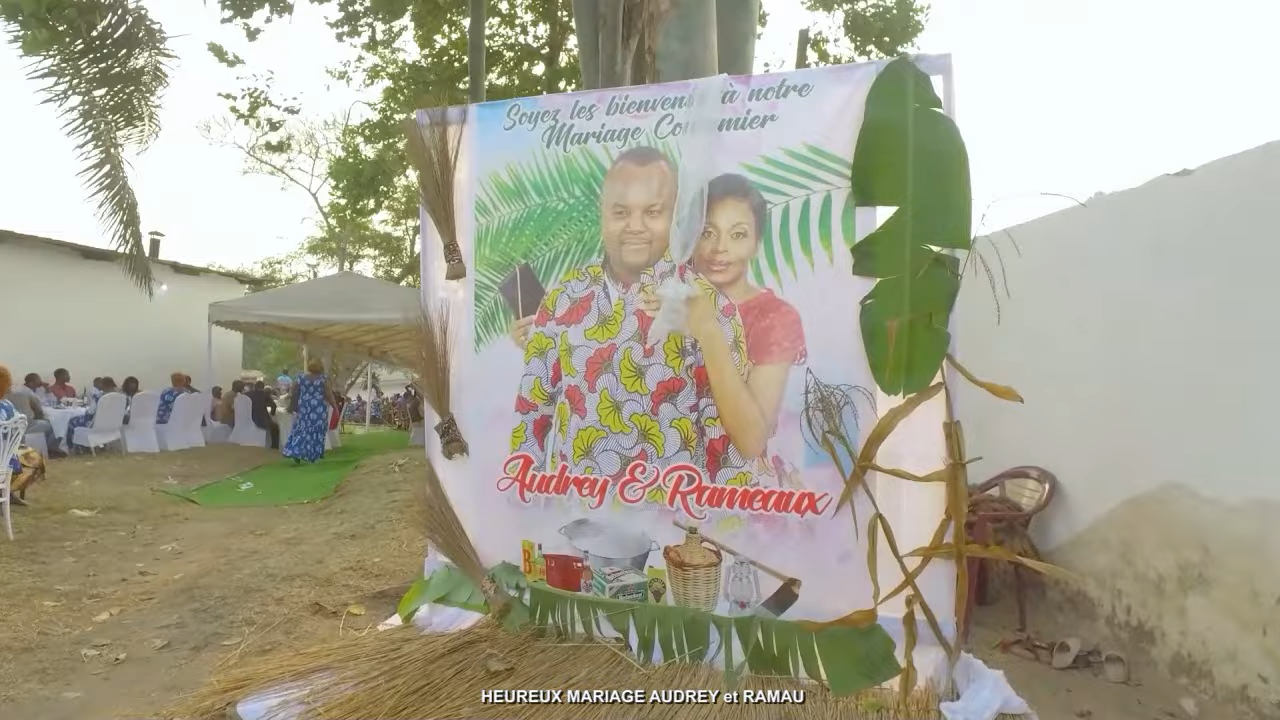 Soyez les à notre
Mariage
Audrey & Rameaux
HEUREUX MARIAGE AUDREY et RAMAU